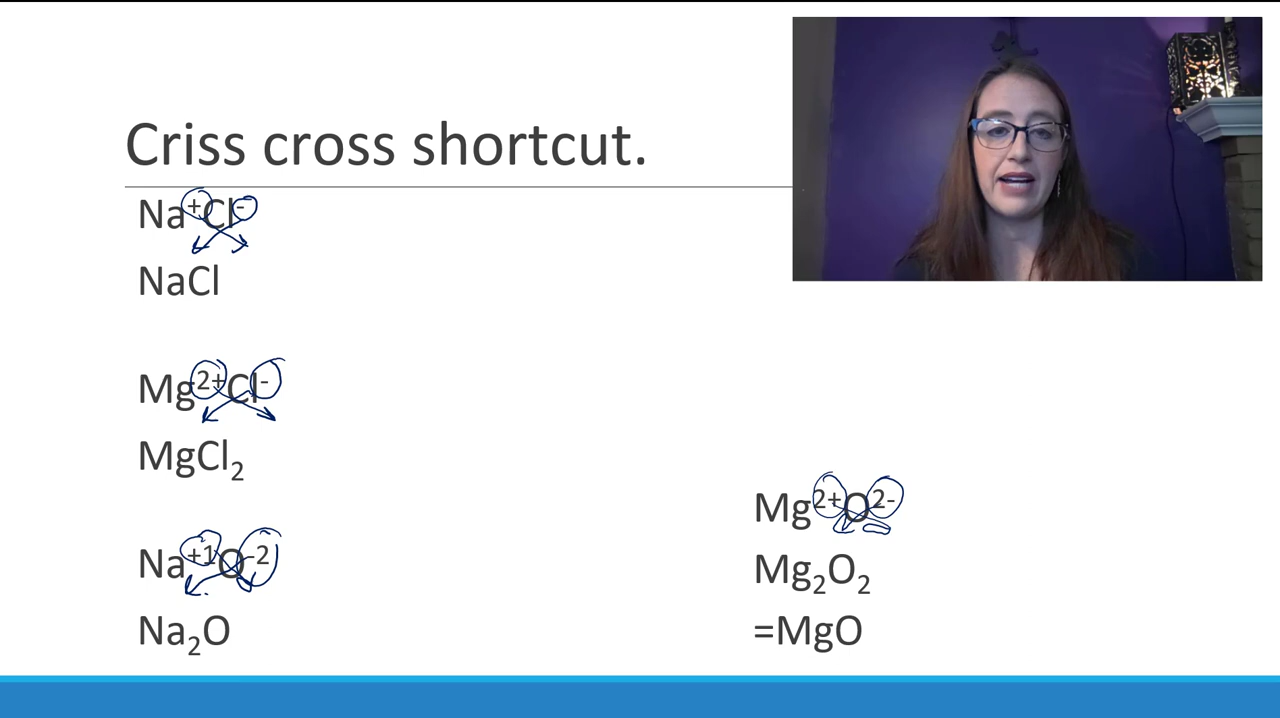 Criss cross shortcut.
Na⁺Cl⁻
NaCl
Mg²⁺Cl⁻
MgCl₂
Na⁺¹O⁻²
Na₂O
Mg²⁺O²⁻
Mg₂O₂
=MgO